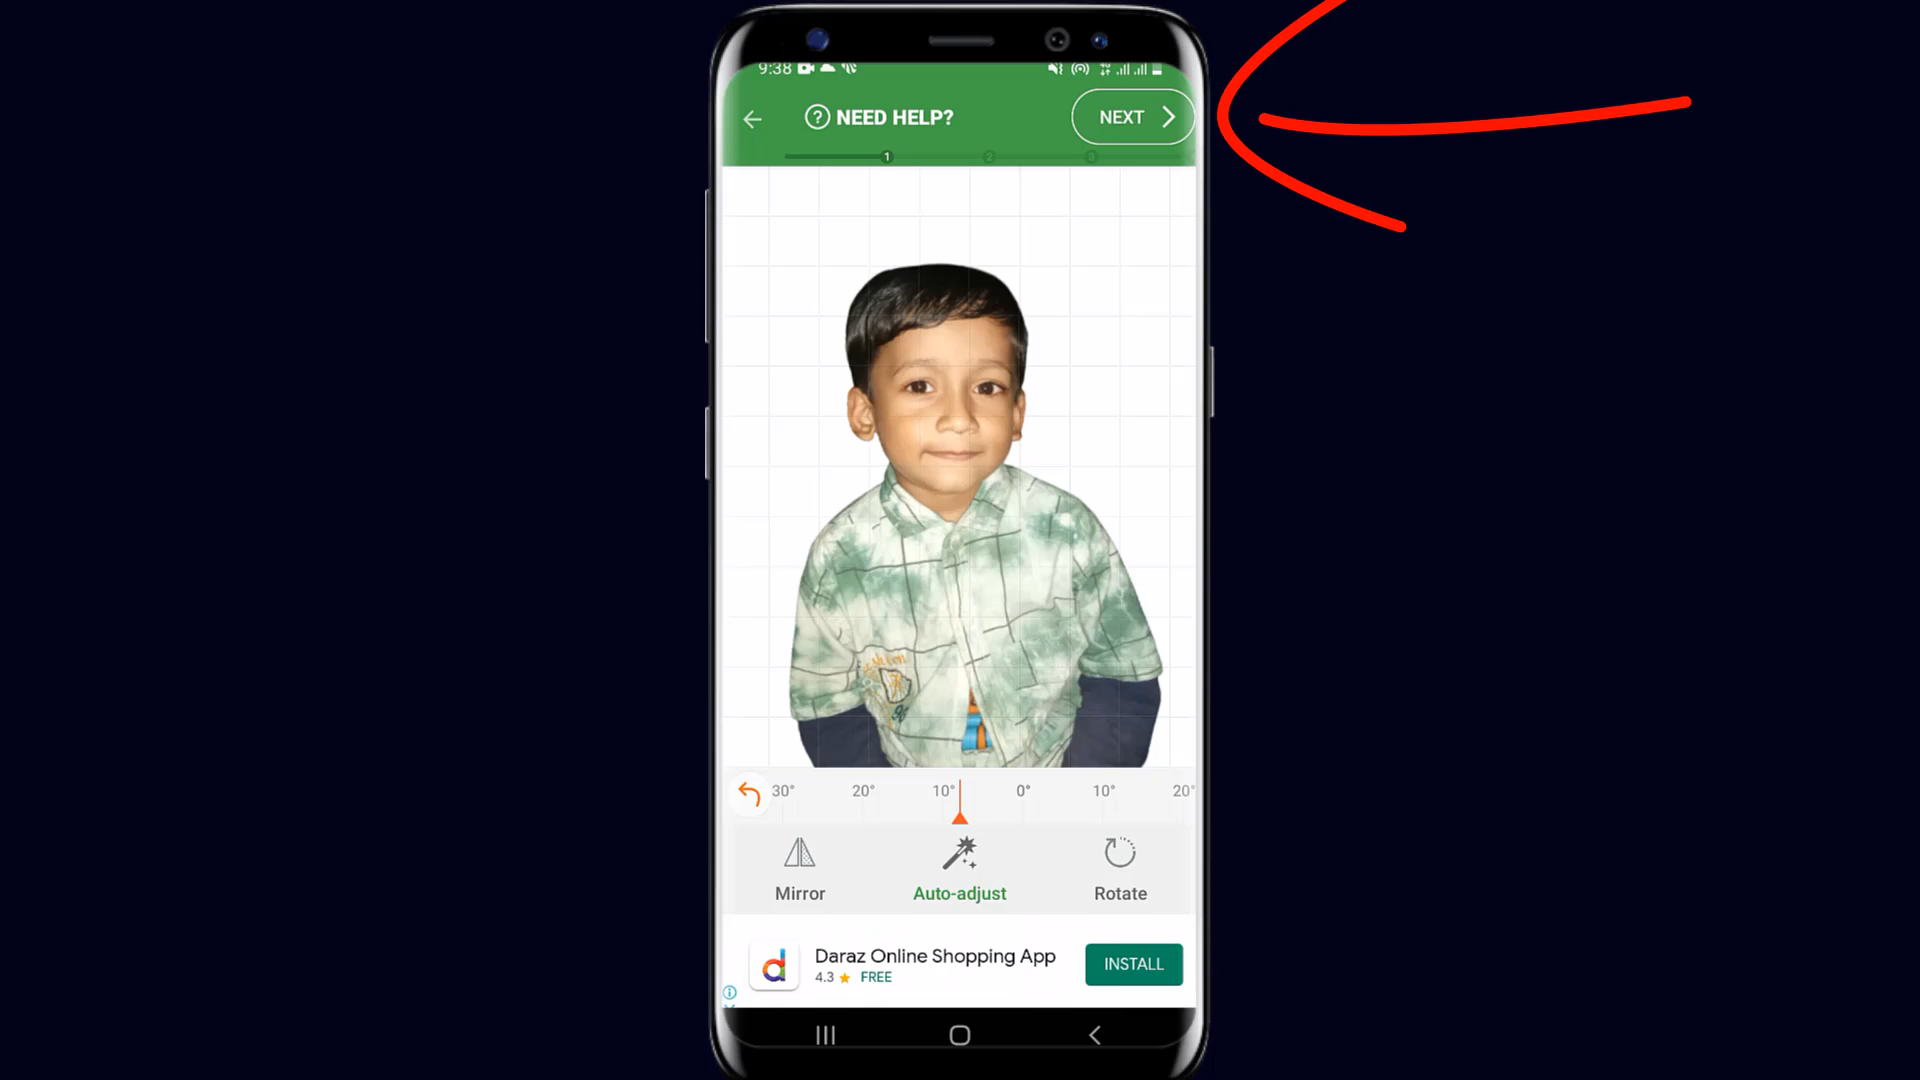 9:38
NEED HELP?
NEXT
1 2 3
30° 20° 10° 0° 10° 20°
Mirror
Auto-adjust
Rotate
Daraz Online Shopping App
4.3 FREE
INSTALL